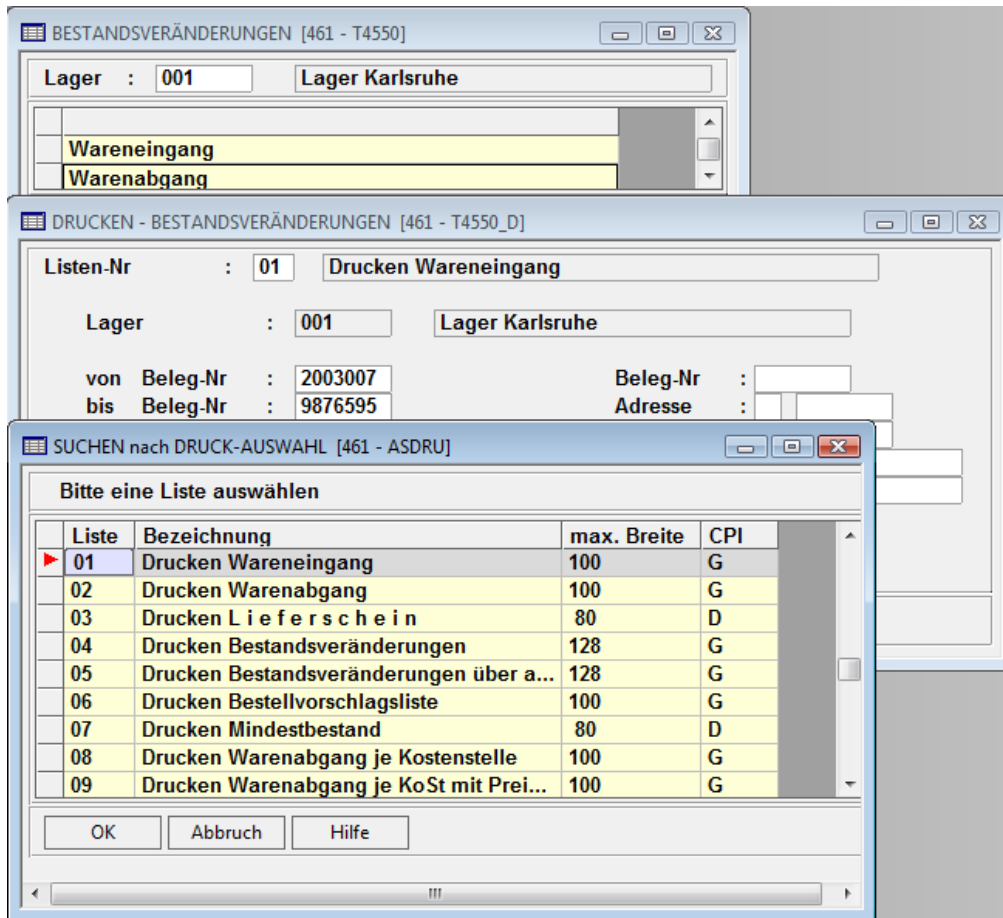 BESTANDSVERÄNDERUNGEN [461 - T4550]
Lager : 001 Lager Karlsruhe
Wareneingang
Warenabgang
DRUCKEN - BESTANDSVERÄNDERUNGEN [461 - T4550_D]
Listen-Nr : 01 Drucken Wareneingang
Lager : 001 Lager Karlsruhe
von Beleg-Nr : 2003007 Beleg-Nr :
bis Beleg-Nr : 9876595 Adresse :
SUCHEN nach DRUCK-AUSWAHL [461 - ASDRU]
Bitte eine Liste auswählen
Liste Bezeichnung max. Breite CPI
01 Drucken Wareneingang 100 G
02 Drucken Warenabgang 100 G
03 Drucken L i e f e r s c h e i n 80 D
04 Drucken Bestandsveränderungen 128 G
05 Drucken Bestandsveränderungen über a... 128 G
06 Drucken Bestellvorschlagsliste 100 G
07 Drucken Mindestbestand 80 D
08 Drucken Warenabgang je Kostenstelle 100 G
09 Drucken Warenabgang je KoSt mit Prei... 100 G
OK Abbruch Hilfe